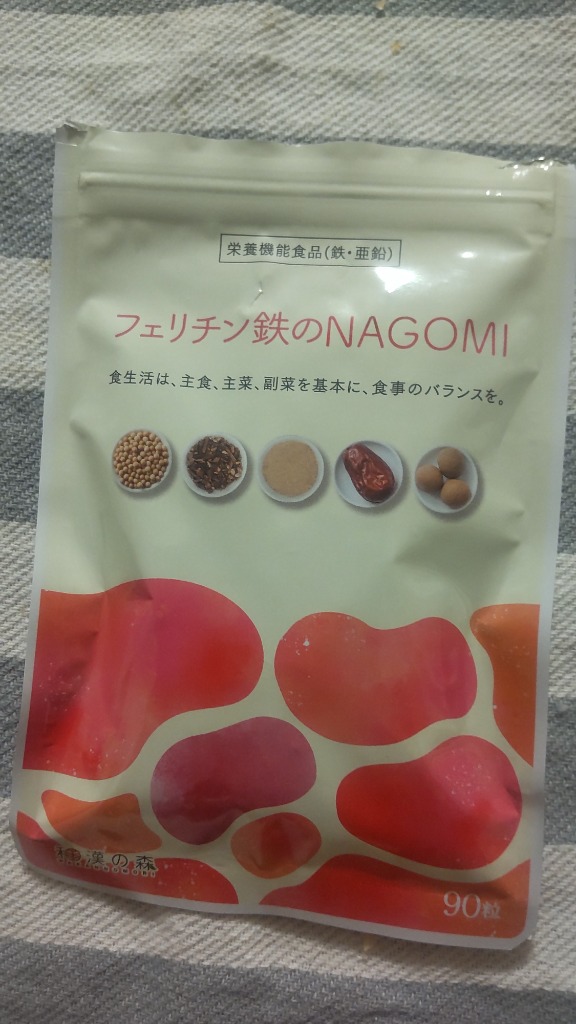 栄養機能食品(鉄・亜鉛)
フェリチン鉄のNAGOMI
食生活は、主食、主菜、副菜を基本に、食事のバランスを。
和漢の森
90粒